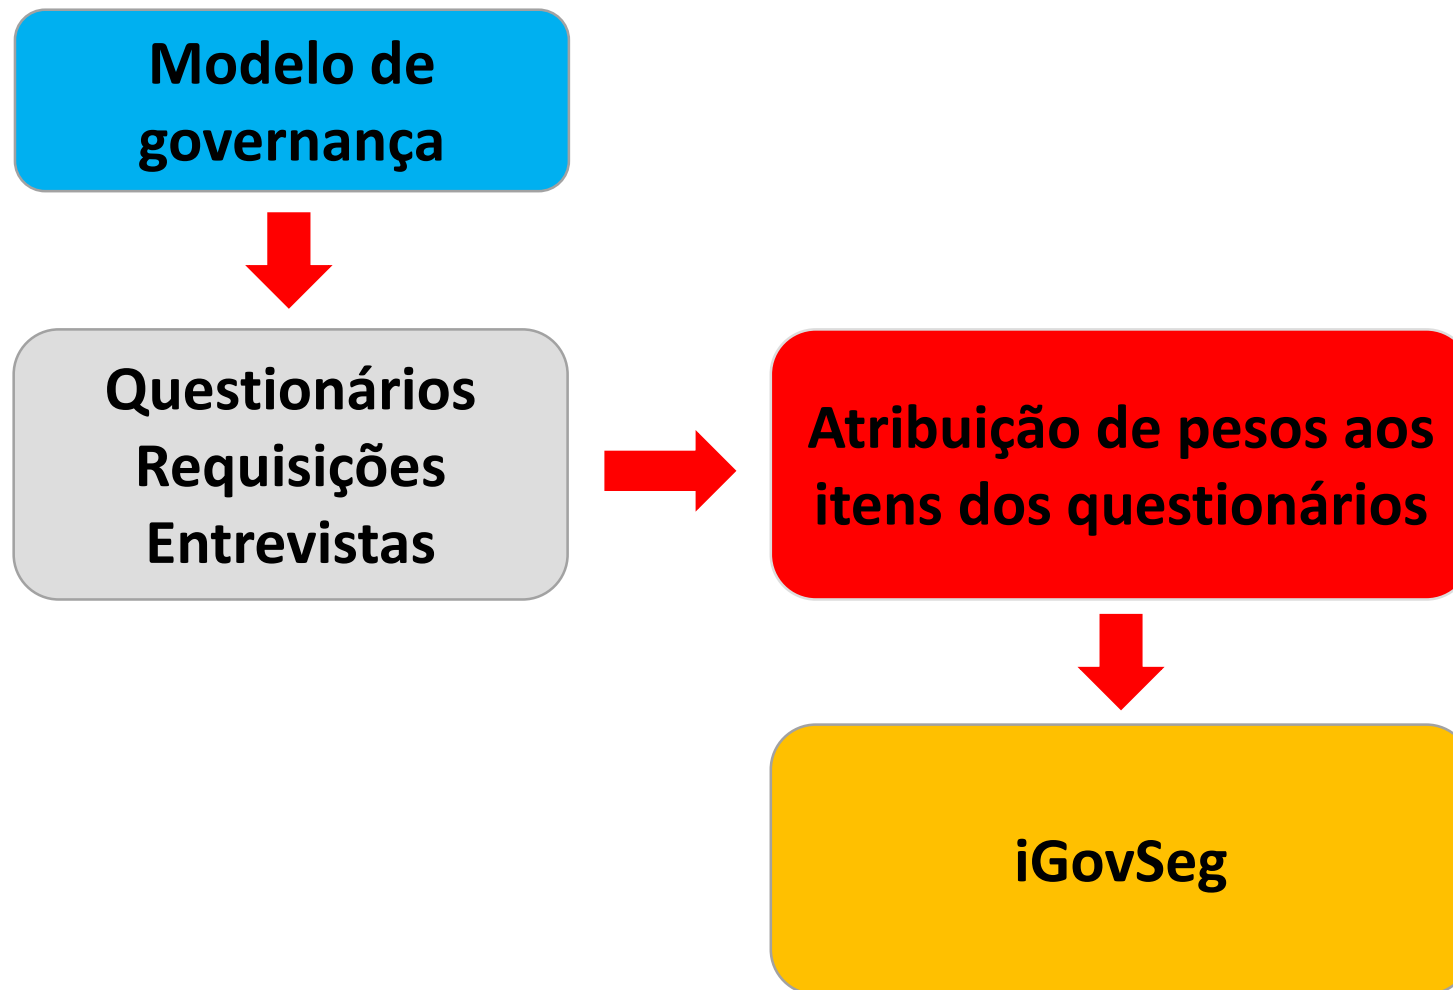 Modelo de
governança
Questionários
Requisições
Entrevistas
Atribuição de pesos aos
itens dos questionários
iGovSeg